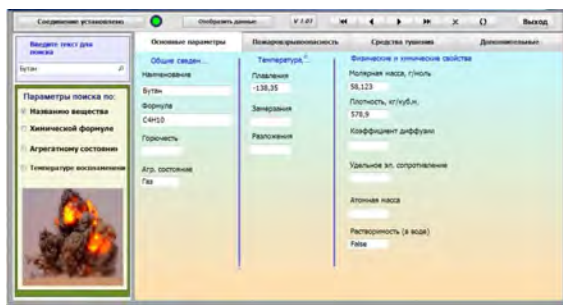 Соединение установлено
Отобразить данные
V 1.01
Выход
Введите текст для поиска
Бутан
Параметры поиска по:
Названию вещества
Химической формуле
Агрегатному состоянию
Температуре воспламенения
Основные параметры
Пожаровзрывоопасность
Средства тушения
Дополнительные
Общие сведен...
Наименование
Бутан
Формула
C4H10
Горючесть
Агр. состояние
Газ
Температура,
Плавления
-138,35
Замерзания
Разложения
Физические и химические свойства
Молярная масса, г/моль
58,123
Плотность, кг/куб.м.
578,9
Коэффициент диффузии
Удельное эл. сопротивление
Атомная масса
Растворимость (в воде)
False